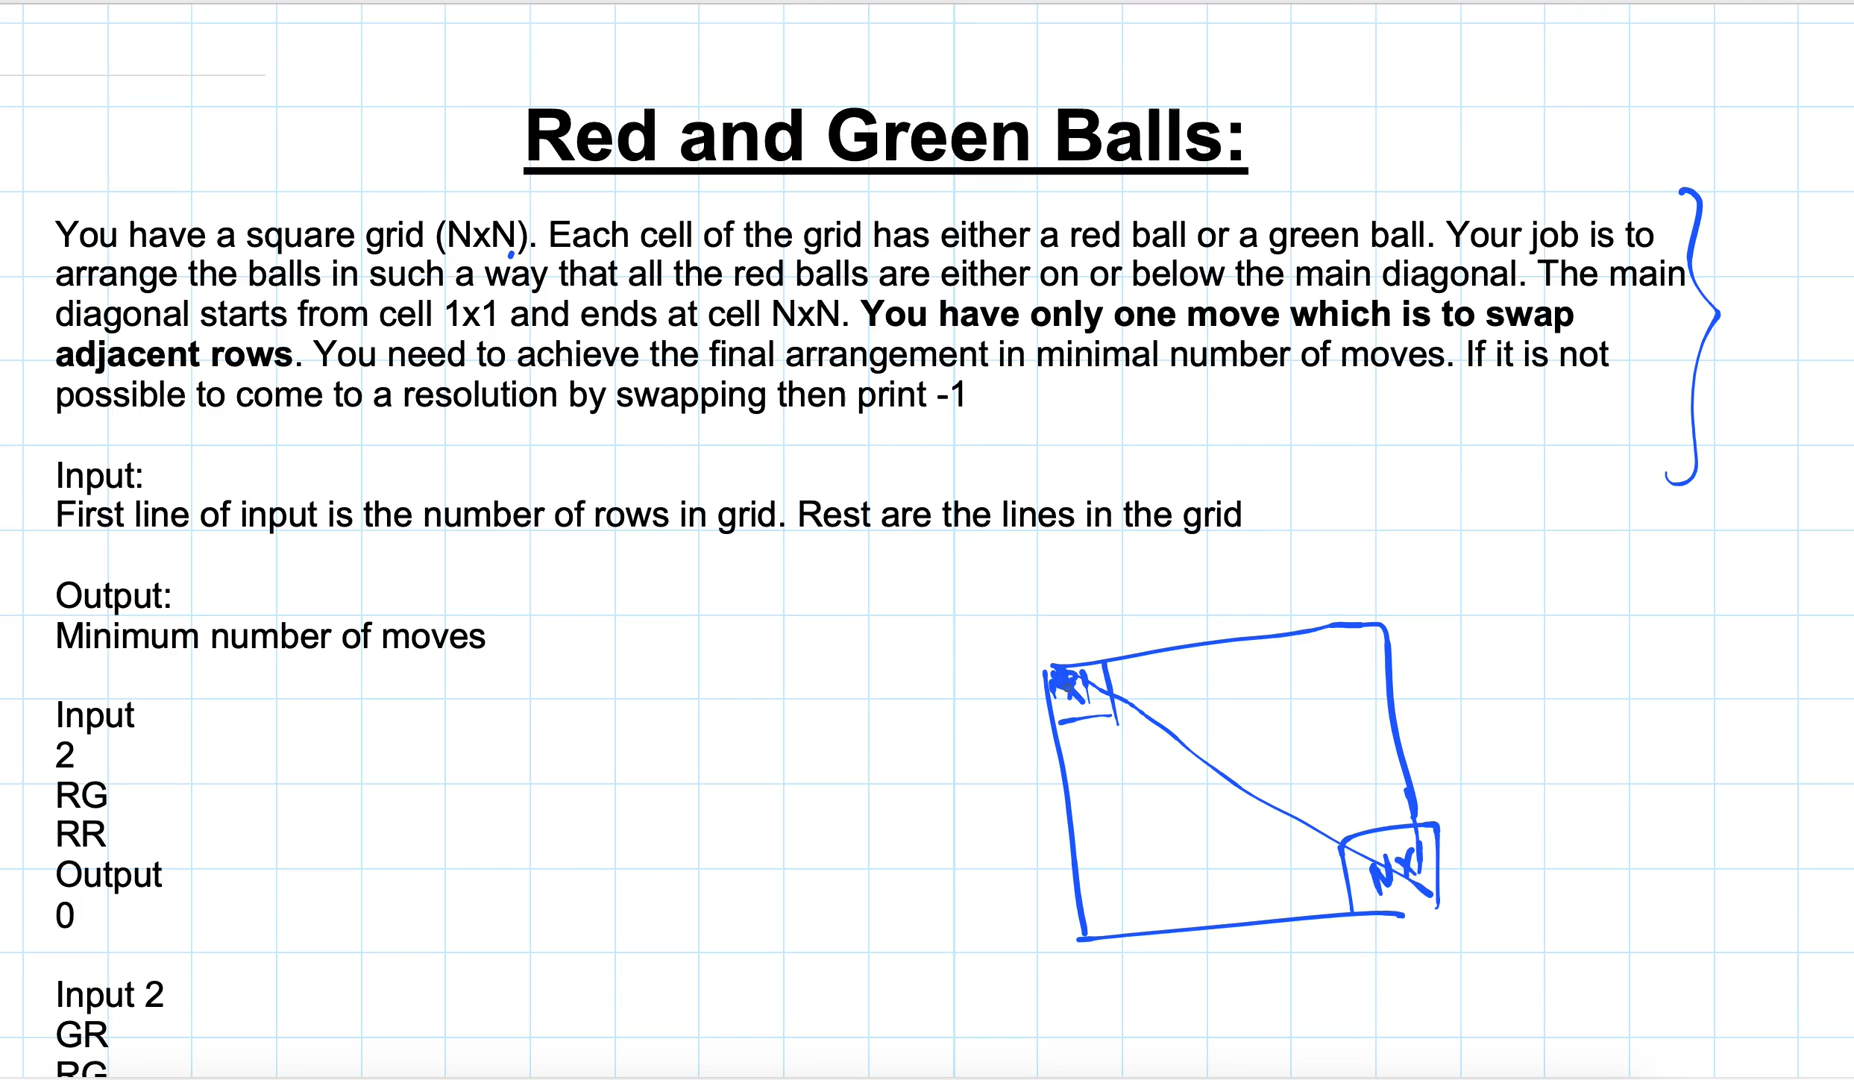 Red and Green Balls:
You have a square grid (NxN). Each cell of the grid has either a red ball or a green ball. Your job is to
arrange the balls in such a way that all the red balls are either on or below the main diagonal. The main
diagonal starts from cell 1x1 and ends at cell NxN. You have only one move which is to swap
adjacent rows. You need to achieve the final arrangement in minimal number of moves. If it is not
possible to come to a resolution by swapping then print -1
Input:
First line of input is the number of rows in grid. Rest are the lines in the grid
Output:
Minimum number of moves
Input
2
RG
RR
Output
0
Input 2
GR
RG